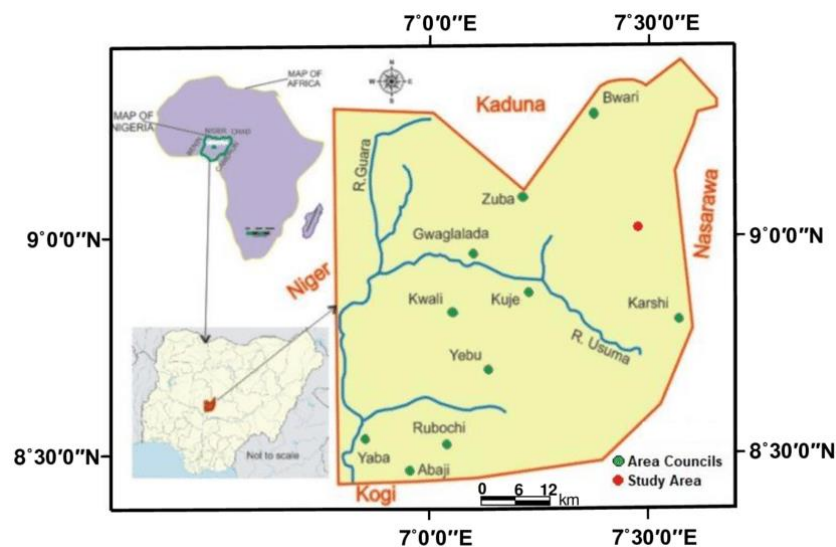 7˚0′0″E
7˚30′0″E
MAP OF
AFRICA
MAP OF
NIGERIA
NIGER
CHAD
N
W
E
S
Kaduna
Bwari
R.Guara
Zuba
Nasarawa
Gwaglalada
9˚0′0″N
9˚0′0″N
Niger
Kwali
Kuje
Karshi
R. Usuma
Yebu
Rubochi
Yaba
Abaji
Not to scale
8˚30′0″N
8˚30′0″N
Area Councils
Study Area
Kogi
0 6 12
km
7˚0′0″E
7˚30′0″E